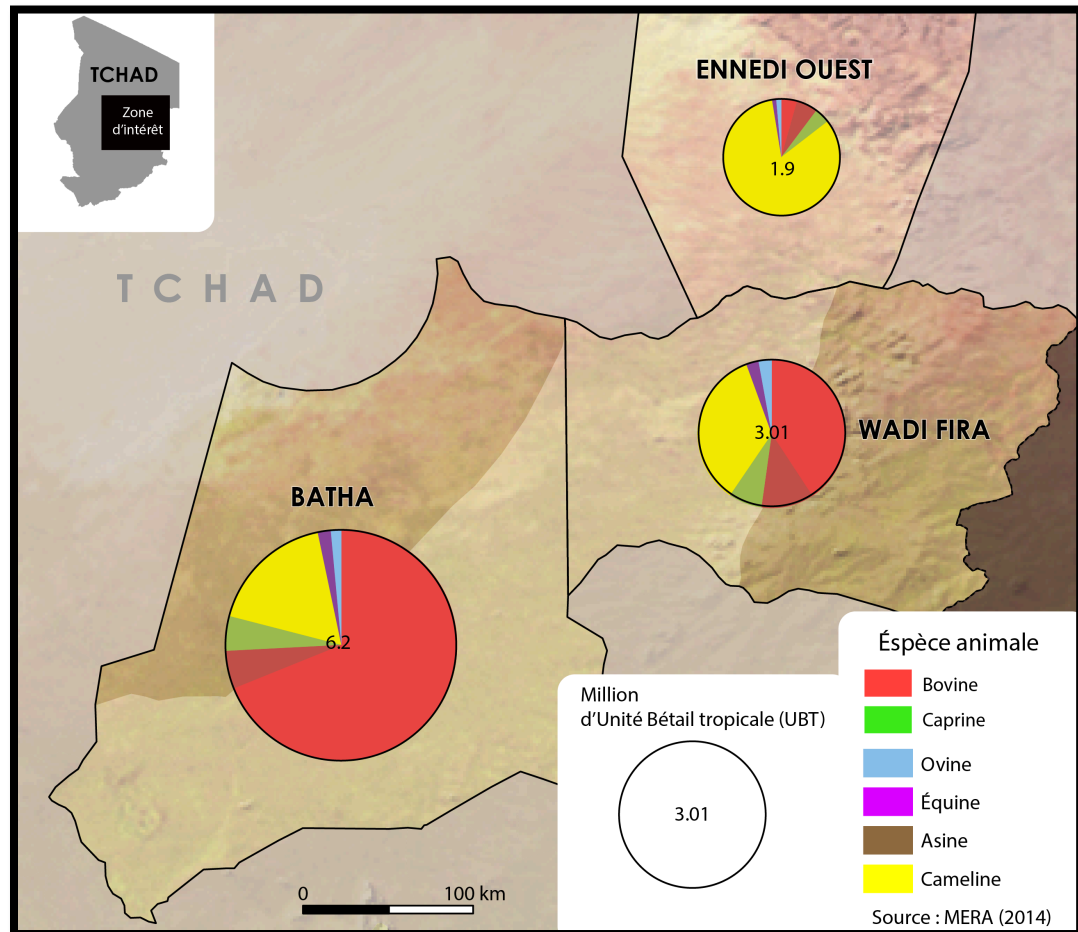 TCHAD
Zone
d'intérêt
ENNEDI OUEST
1.9
TCHAD
3.01
WADI FIRA
BATHA
6.2
Million
d'Unité Bétail tropicale (UBT)
3.01
Éspèce animale
Bovine
Caprine
Ovine
Équine
Asine
Cameline
0 100 km
Source : MERA (2014)